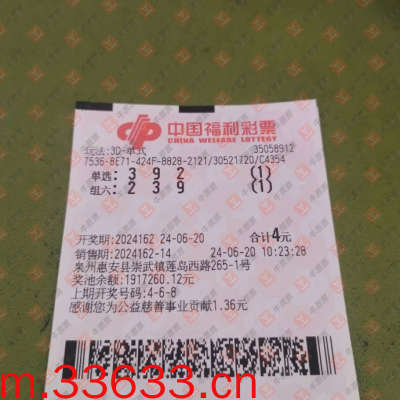 中国福利彩票
CHINA WELFARE LOTTERY
玩法:3D-单式 35058912
7536-8E71-424F-8828-2121/30521720/C4354
单选: 3 9 2 (1)
组六: 2 3 9 (1)
开奖期:2024162 24-06-20 合计4元
销售期:2024162-14 24-06-20 10:23:28
泉州惠安县崇武镇莲岛西路265-1号
奖池余额:1917260.12元
上期开奖号码:4-6-8
感谢您为公益慈善事业贡献1.36元
m.33633.cn